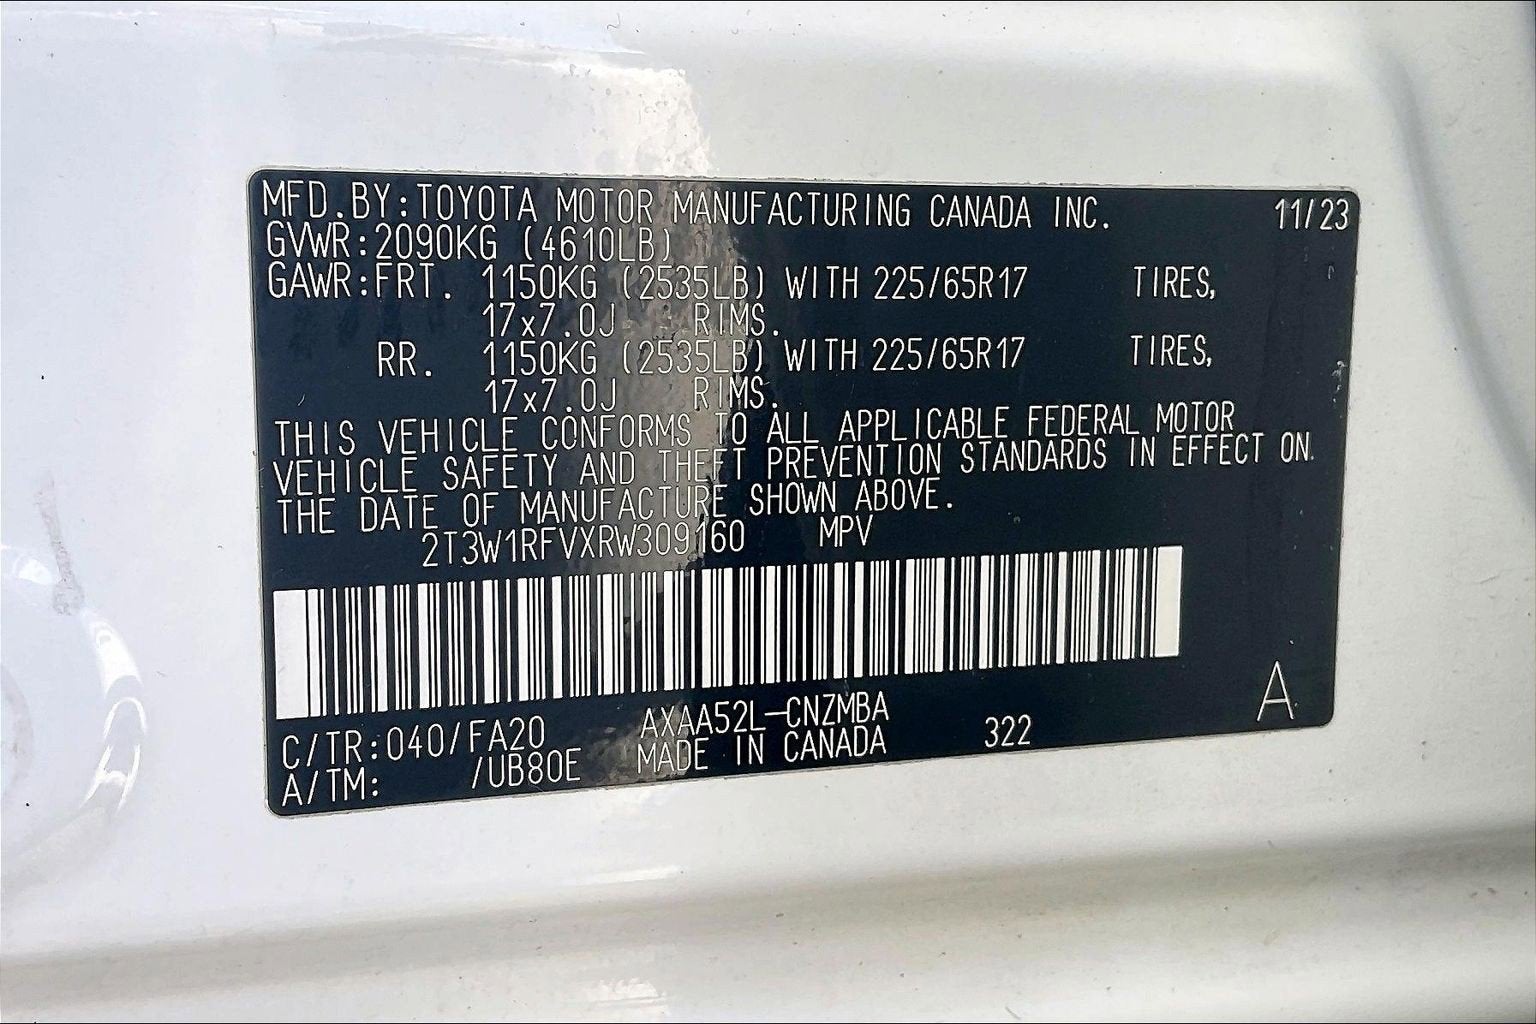 MFD.BY:TOYOTA MOTOR MANUFACTURING CANADA INC. 11/23
GVWR:2090KG (4610LB)
GAWR:FRT. 1150KG (2535LB) WITH 225/65R17 TIRES,
17x7.0J RIMS.
RR. 1150KG (2535LB) WITH 225/65R17 TIRES,
17x7.0J RIMS.
THIS VEHICLE CONFORMS TO ALL APPLICABLE FEDERAL MOTOR
VEHICLE SAFETY AND THEFT PREVENTION STANDARDS IN EFFECT ON
THE DATE OF MANUFACTURE SHOWN ABOVE.
2T3W1RFVXRW309160 MPV
C/TR:040/FA20 AXAA52L-CNZMBA
A/TM: /UB80E MADE IN CANADA 322 A